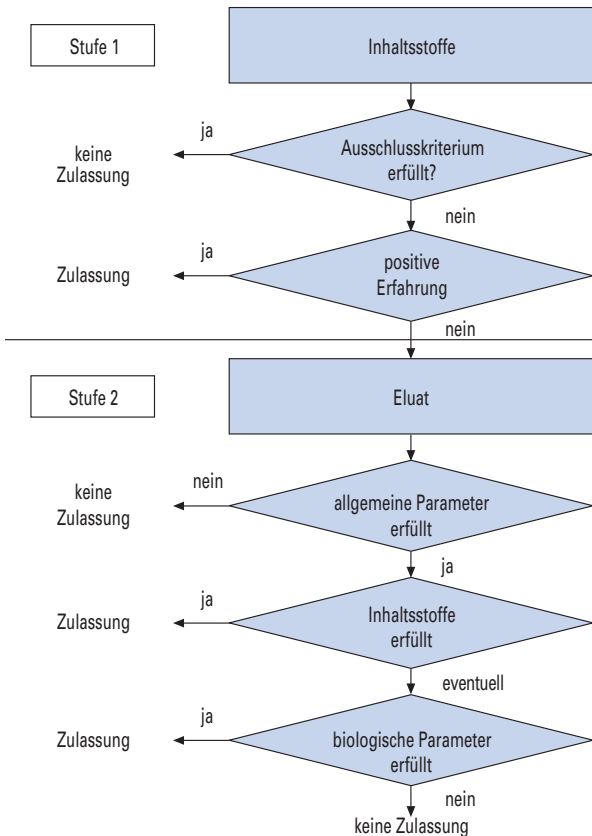 Stufe 1
Inhaltsstoffe
ja
keine
Zulassung
Ausschlusskriterium
erfüllt?
nein
ja
Zulassung
positive
Erfahrung
nein
Stufe 2
Eluat
nein
keine
Zulassung
allgemeine Parameter
erfüllt
ja
ja
Zulassung
Inhaltsstoffe
erfüllt
eventuell
ja
Zulassung
biologische Parameter
erfüllt
nein
keine Zulassung